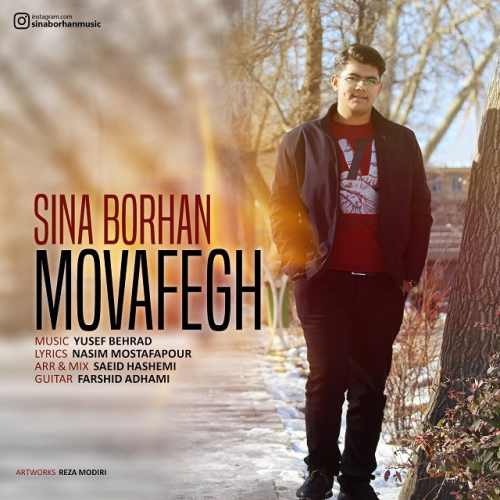 instagram.com
sinaborhanmusic
SINA BORHAN
MOVAFEGH
MUSIC YUSEF BEHRAD
LYRICS NASIM MOSTAFAPOUR
ARR & MIX SAEID HASHEMI
GUITAR FARSHID ADHAMI
ARTWORKS REZA MODIRI